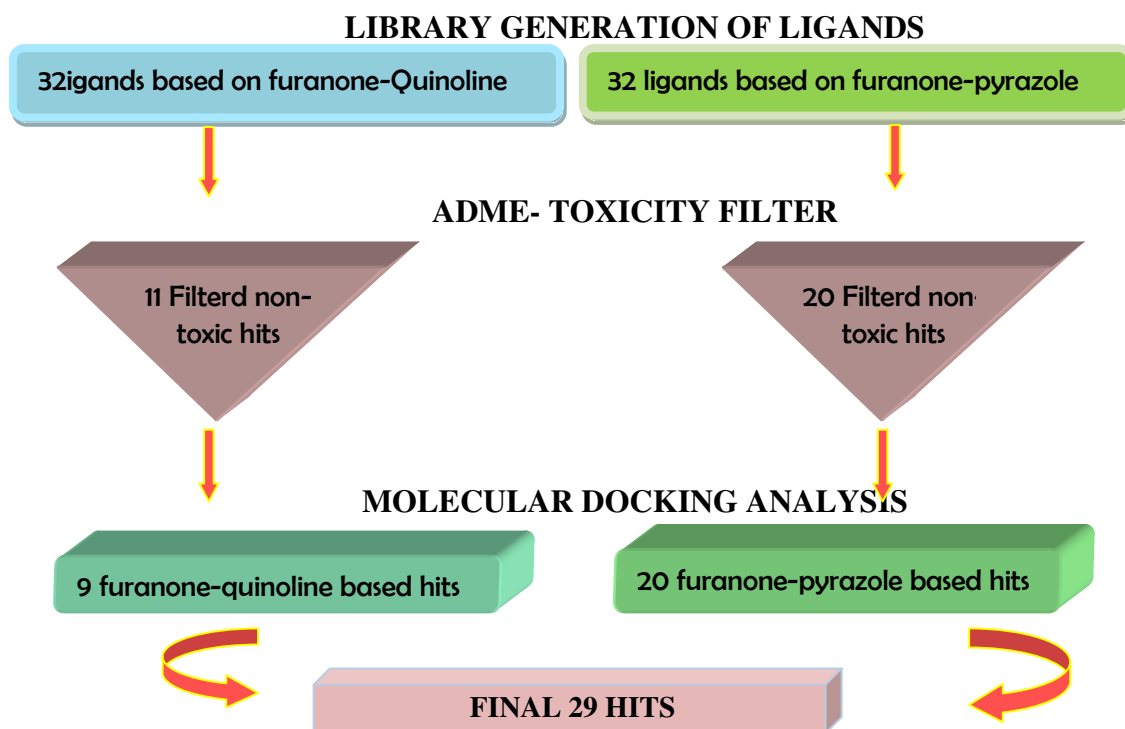 LIBRARY GENERATION OF LIGANDS
32igands based on furanone-Quinoline
32 ligands based on furanone-pyrazole
ADME- TOXICITY FILTER
11 Filterd non-
toxic hits
20 Filterd non-
toxic hits
MOLECULAR DOCKING ANALYSIS
9 furanone-quinoline based hits
20 furanone-pyrazole based hits
FINAL 29 HITS